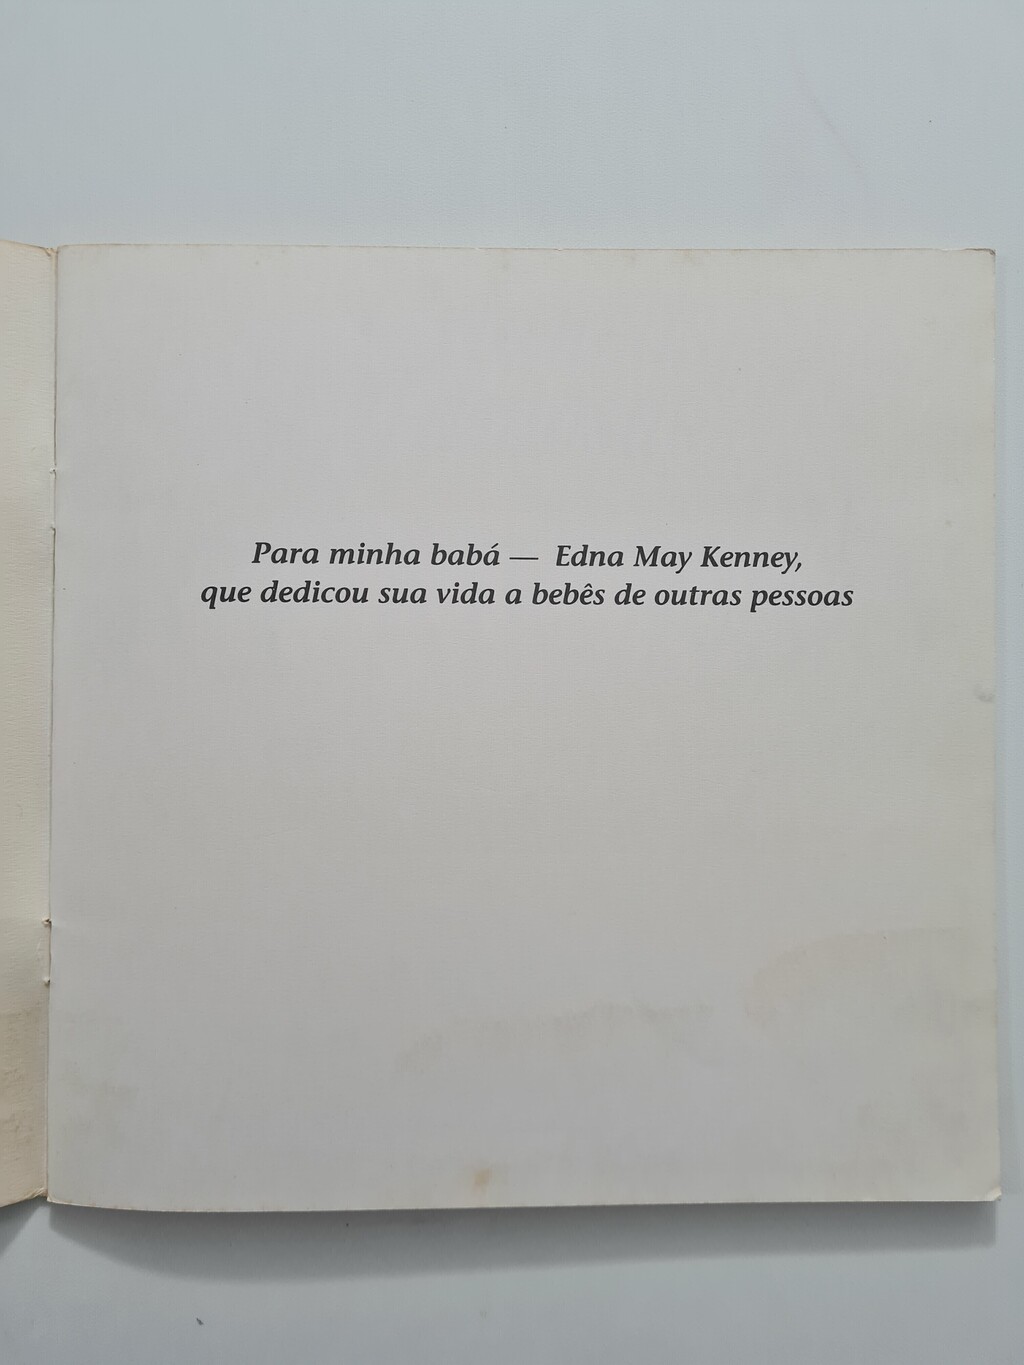 Para minha babá — Edna May Kenney,
que dedicou sua vida a bebês de outras pessoas